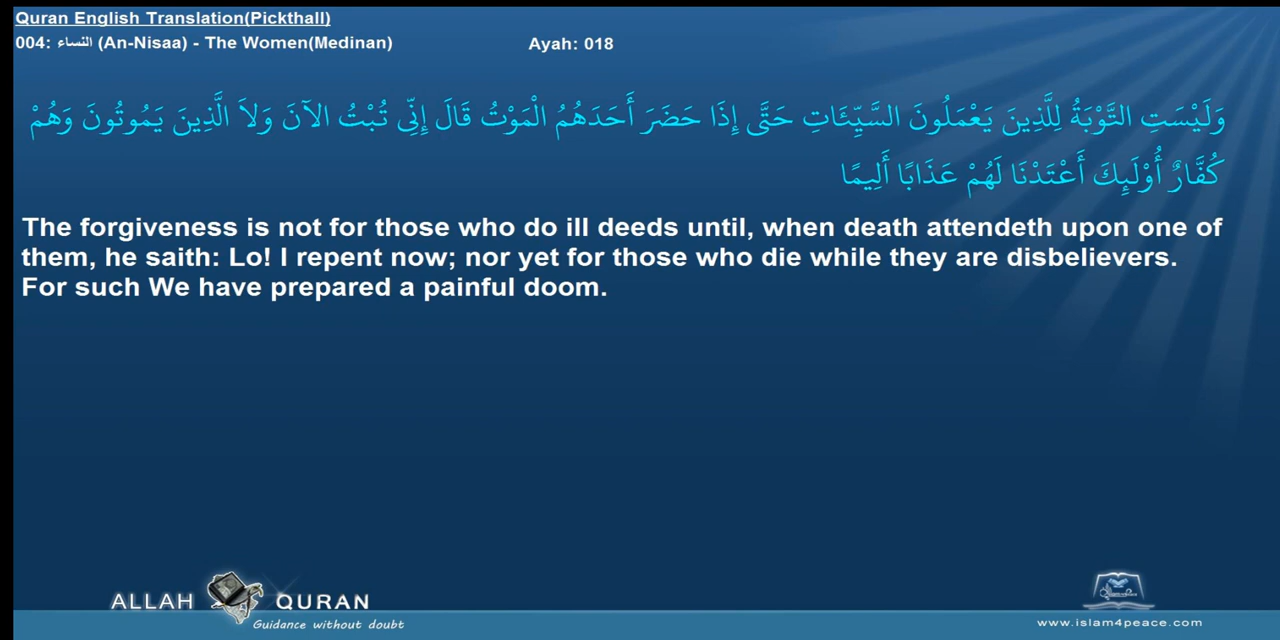 Quran English Translation(Pickthall)
004: النساء (An-Nisaa) - The Women(Medinan)
Ayah: 018
وَلَيْسَتِ التَّوْبَةُ لِلَّذِينَ يَعْمَلُونَ السَّيِّئَاتِ حَتَّى إِذَا حَضَرَ أَحَدَهُمُ الْمَوْتُ قَالَ إِنِّي تُبْتُ الآنَ وَلاَ الَّذِينَ يَمُوتُونَ وَهُمْ
كُفَّارٌ أُوْلَئِكَ أَعْتَدْنَا لَهُمْ عَذَابًا أَلِيمًا
The forgiveness is not for those who do ill deeds until, when death attendeth upon one of
them, he saith: Lo! I repent now; nor yet for those who die while they are disbelievers.
For such We have prepared a painful doom.
ALLAH QURAN
Guidance without doubt
www.islam4peace.com